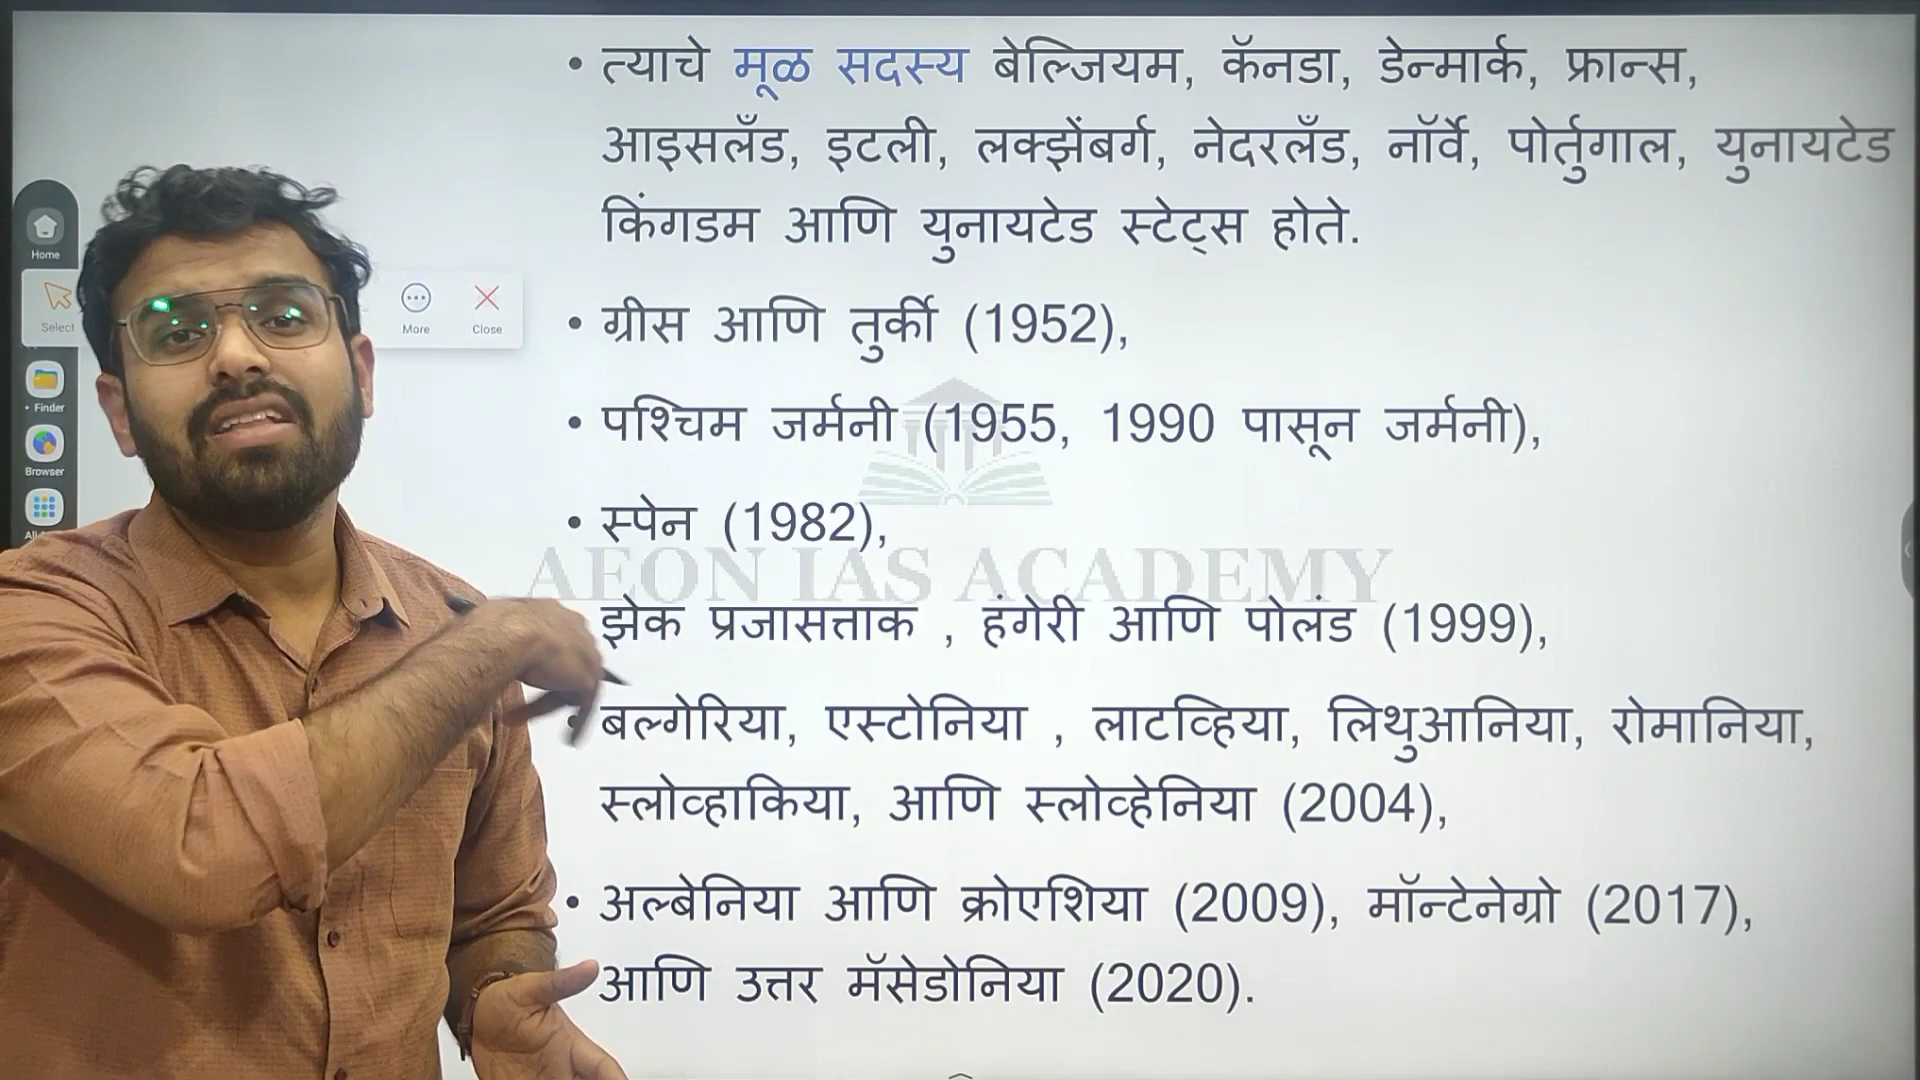 • त्याचे मूळ सदस्य बेल्जियम, कॅनडा, डेन्मार्क, फ्रान्स,
आइसलँड, इटली, लक्झेंबर्ग, नेदरलँड, नॉर्वे, पोर्तुगाल, युनायटेड
किंगडम आणि युनायटेड स्टेट्स होते.
• ग्रीस आणि तुर्की (1952),
• पश्चिम जर्मनी (1955, 1990 पासून जर्मनी),
• स्पेन (1982),
झेक प्रजासत्ताक , हंगेरी आणि पोलंड (1999),
• बल्गेरिया, एस्टोनिया , लाटव्हिया, लिथुआनिया, रोमानिया,
स्लोव्हाकिया, आणि स्लोव्हेनिया (2004),
• अल्बेनिया आणि क्रोएशिया (2009), मॉन्टेनेग्रो (2017),
आणि उत्तर मॅसेडोनिया (2020).
AEON IAS ACADEMY
Home
Select
More
Close
• Finder
Browser